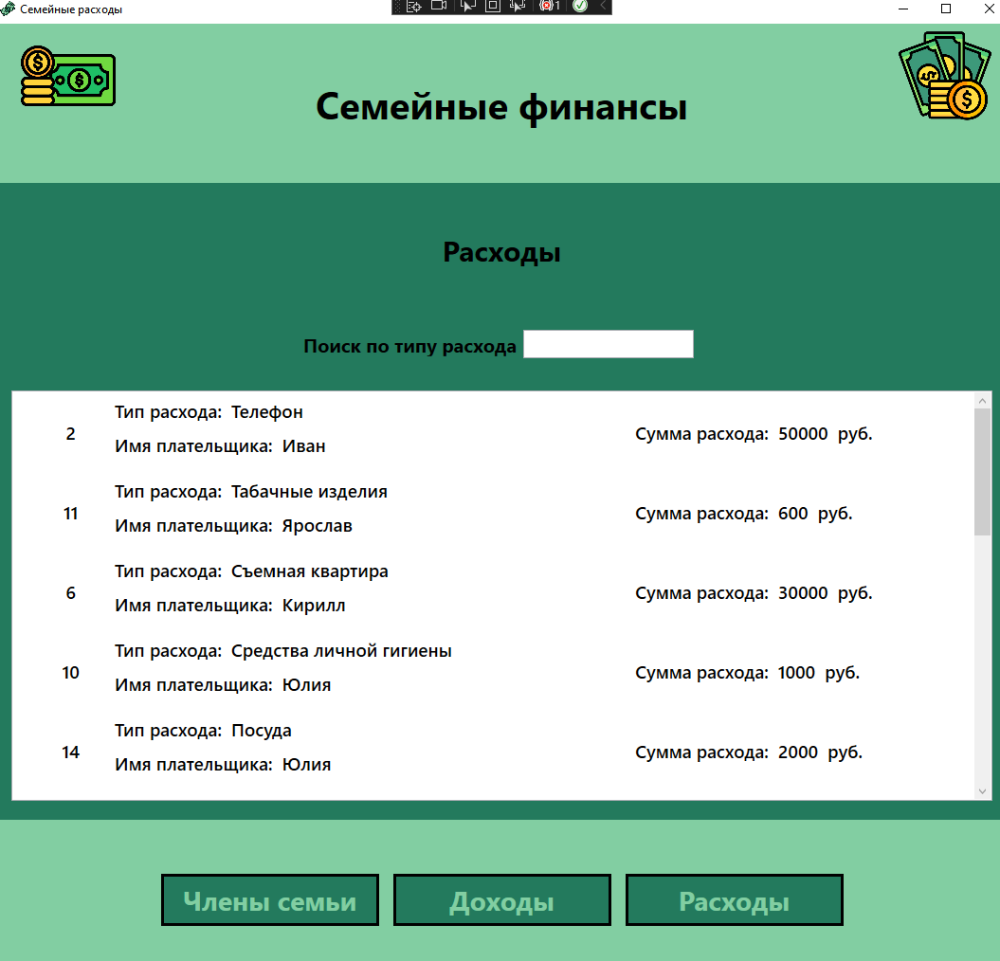 Семейные расходы
1
Семейные финансы
Расходы
Поиск по типу расхода
Тип расхода: Телефон
2
Имя плательщика: Иван
Сумма расхода: 50000 руб.
Тип расхода: Табачные изделия
11
Имя плательщика: Ярослав
Сумма расхода: 600 руб.
Тип расхода: Съемная квартира
6
Имя плательщика: Кирилл
Сумма расхода: 30000 руб.
Тип расхода: Средства личной гигиены
10
Имя плательщика: Юлия
Сумма расхода: 1000 руб.
Тип расхода: Посуда
14
Имя плательщика: Юлия
Сумма расхода: 2000 руб.
Члены семьи
Доходы
Расходы